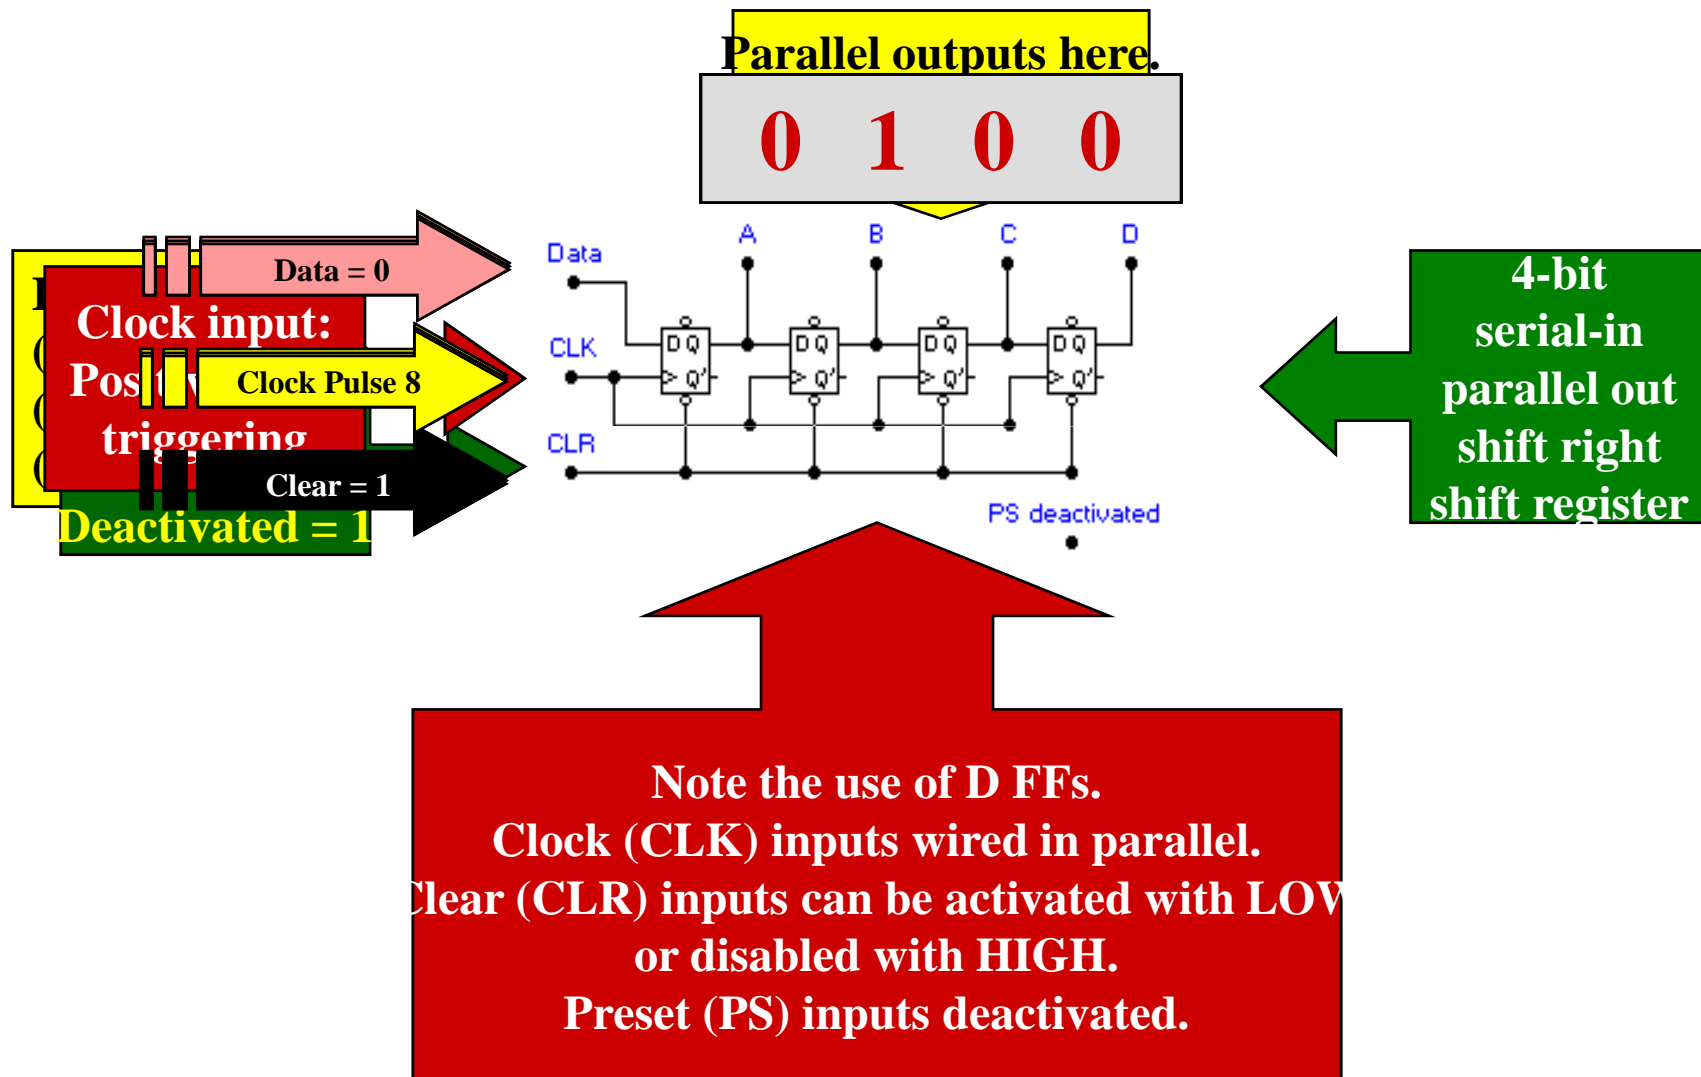 Parallel outputs here.
0 1 0 0
Data = 0
Clock input:
triggering
Clock Pulse 8
Clear = 1
Deactivated = 1
Data
A
B
C
D
CLK
D Q
Q'
D Q
Q'
D Q
Q'
D Q
Q'
CLR
PS deactivated
4-bit
serial-in
parallel out
shift right
shift register
Note the use of D FFs.
Clock (CLK) inputs wired in parallel.
Clear (CLR) inputs can be activated with LOW
or disabled with HIGH.
Preset (PS) inputs deactivated.